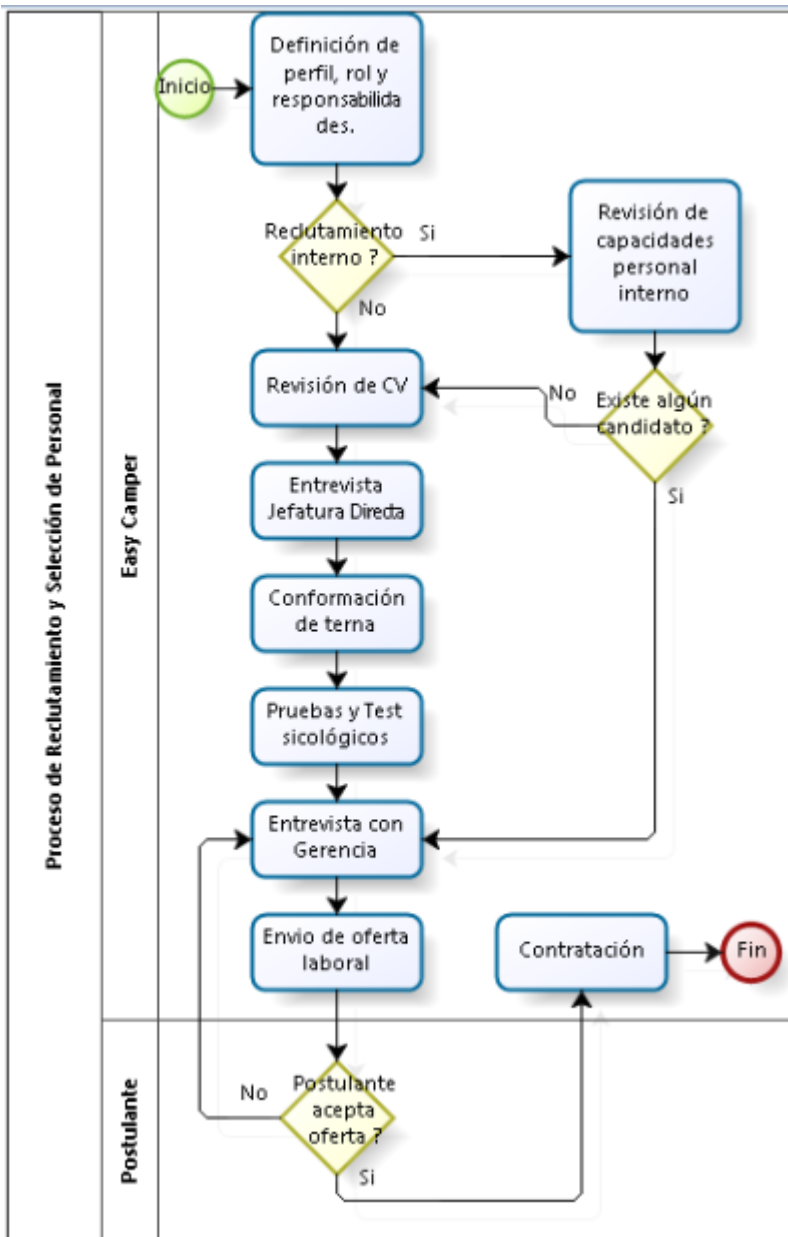 Proceso de Reclutamiento y Selección de Personal
Easy Camper
Inicio
Definición de
perfil, rol y
responsabilida
des.
Reclutamiento
interno ?
Si
No
Revisión de
capacidades
personal
interno
Revisión de CV
No
Existe algún
candidato ?
Si
Entrevista
Jefatura Directa
Conformación
de terna
Pruebas y Test
sicológicos
Entrevista con
Gerencia
Envio de oferta
laboral
Contratación
Fin
Postulante
No
Postulante
acepta
oferta ?
Si